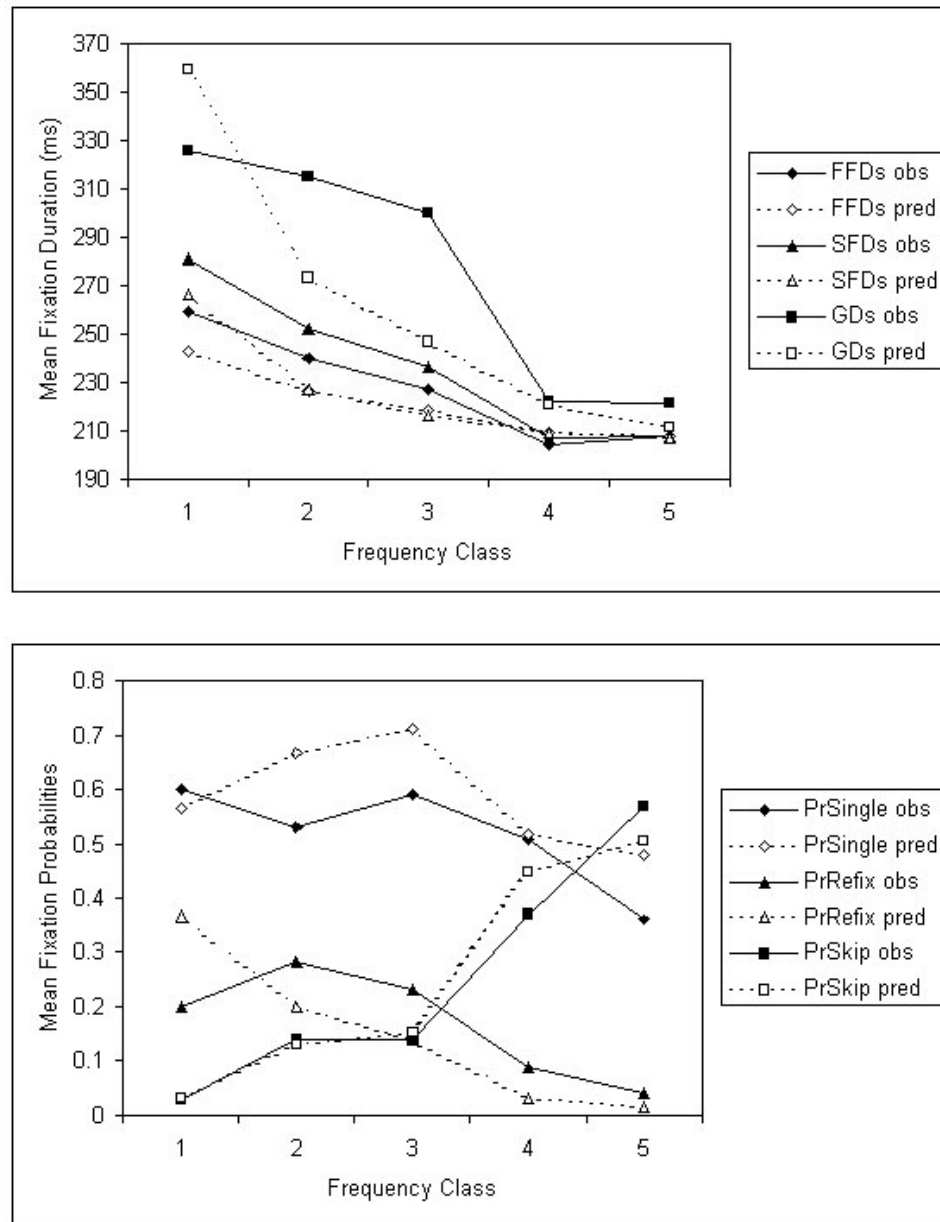 370
350
330
310
290
270
250
230
210
190
Mean Fixation Duration (ms)
1 2 3 4 5
Frequency Class
FFDs obs
FFDs pred
SFDs obs
SFDs pred
GDs obs
GDs pred
0.8
0.7
0.6
0.5
0.4
0.3
0.2
0.1
0
Mean Fixation Probabilities
1 2 3 4 5
Frequency Class
PrSingle obs
PrSingle pred
PrRefix obs
PrRefix pred
PrSkip obs
PrSkip pred